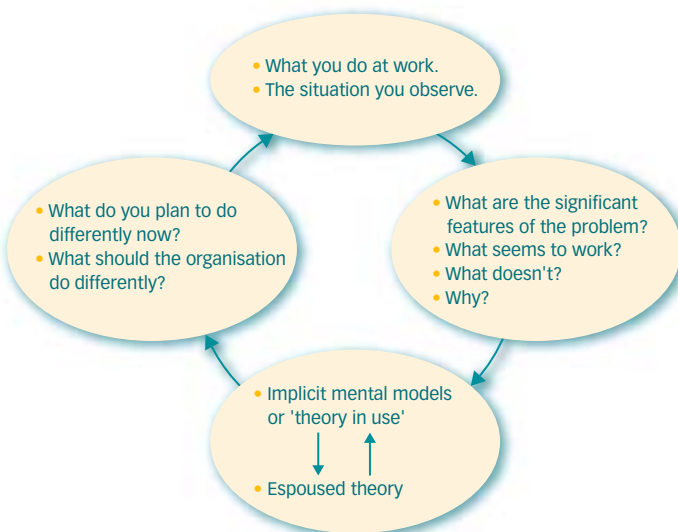 • What you do at work.
• The situation you observe.
• What are the significant
features of the problem?
• What seems to work?
• What doesn't?
• Why?
• Implicit mental models
or 'theory in use'
• Espoused theory
• What do you plan to do
differently now?
• What should the organisation
do differently?